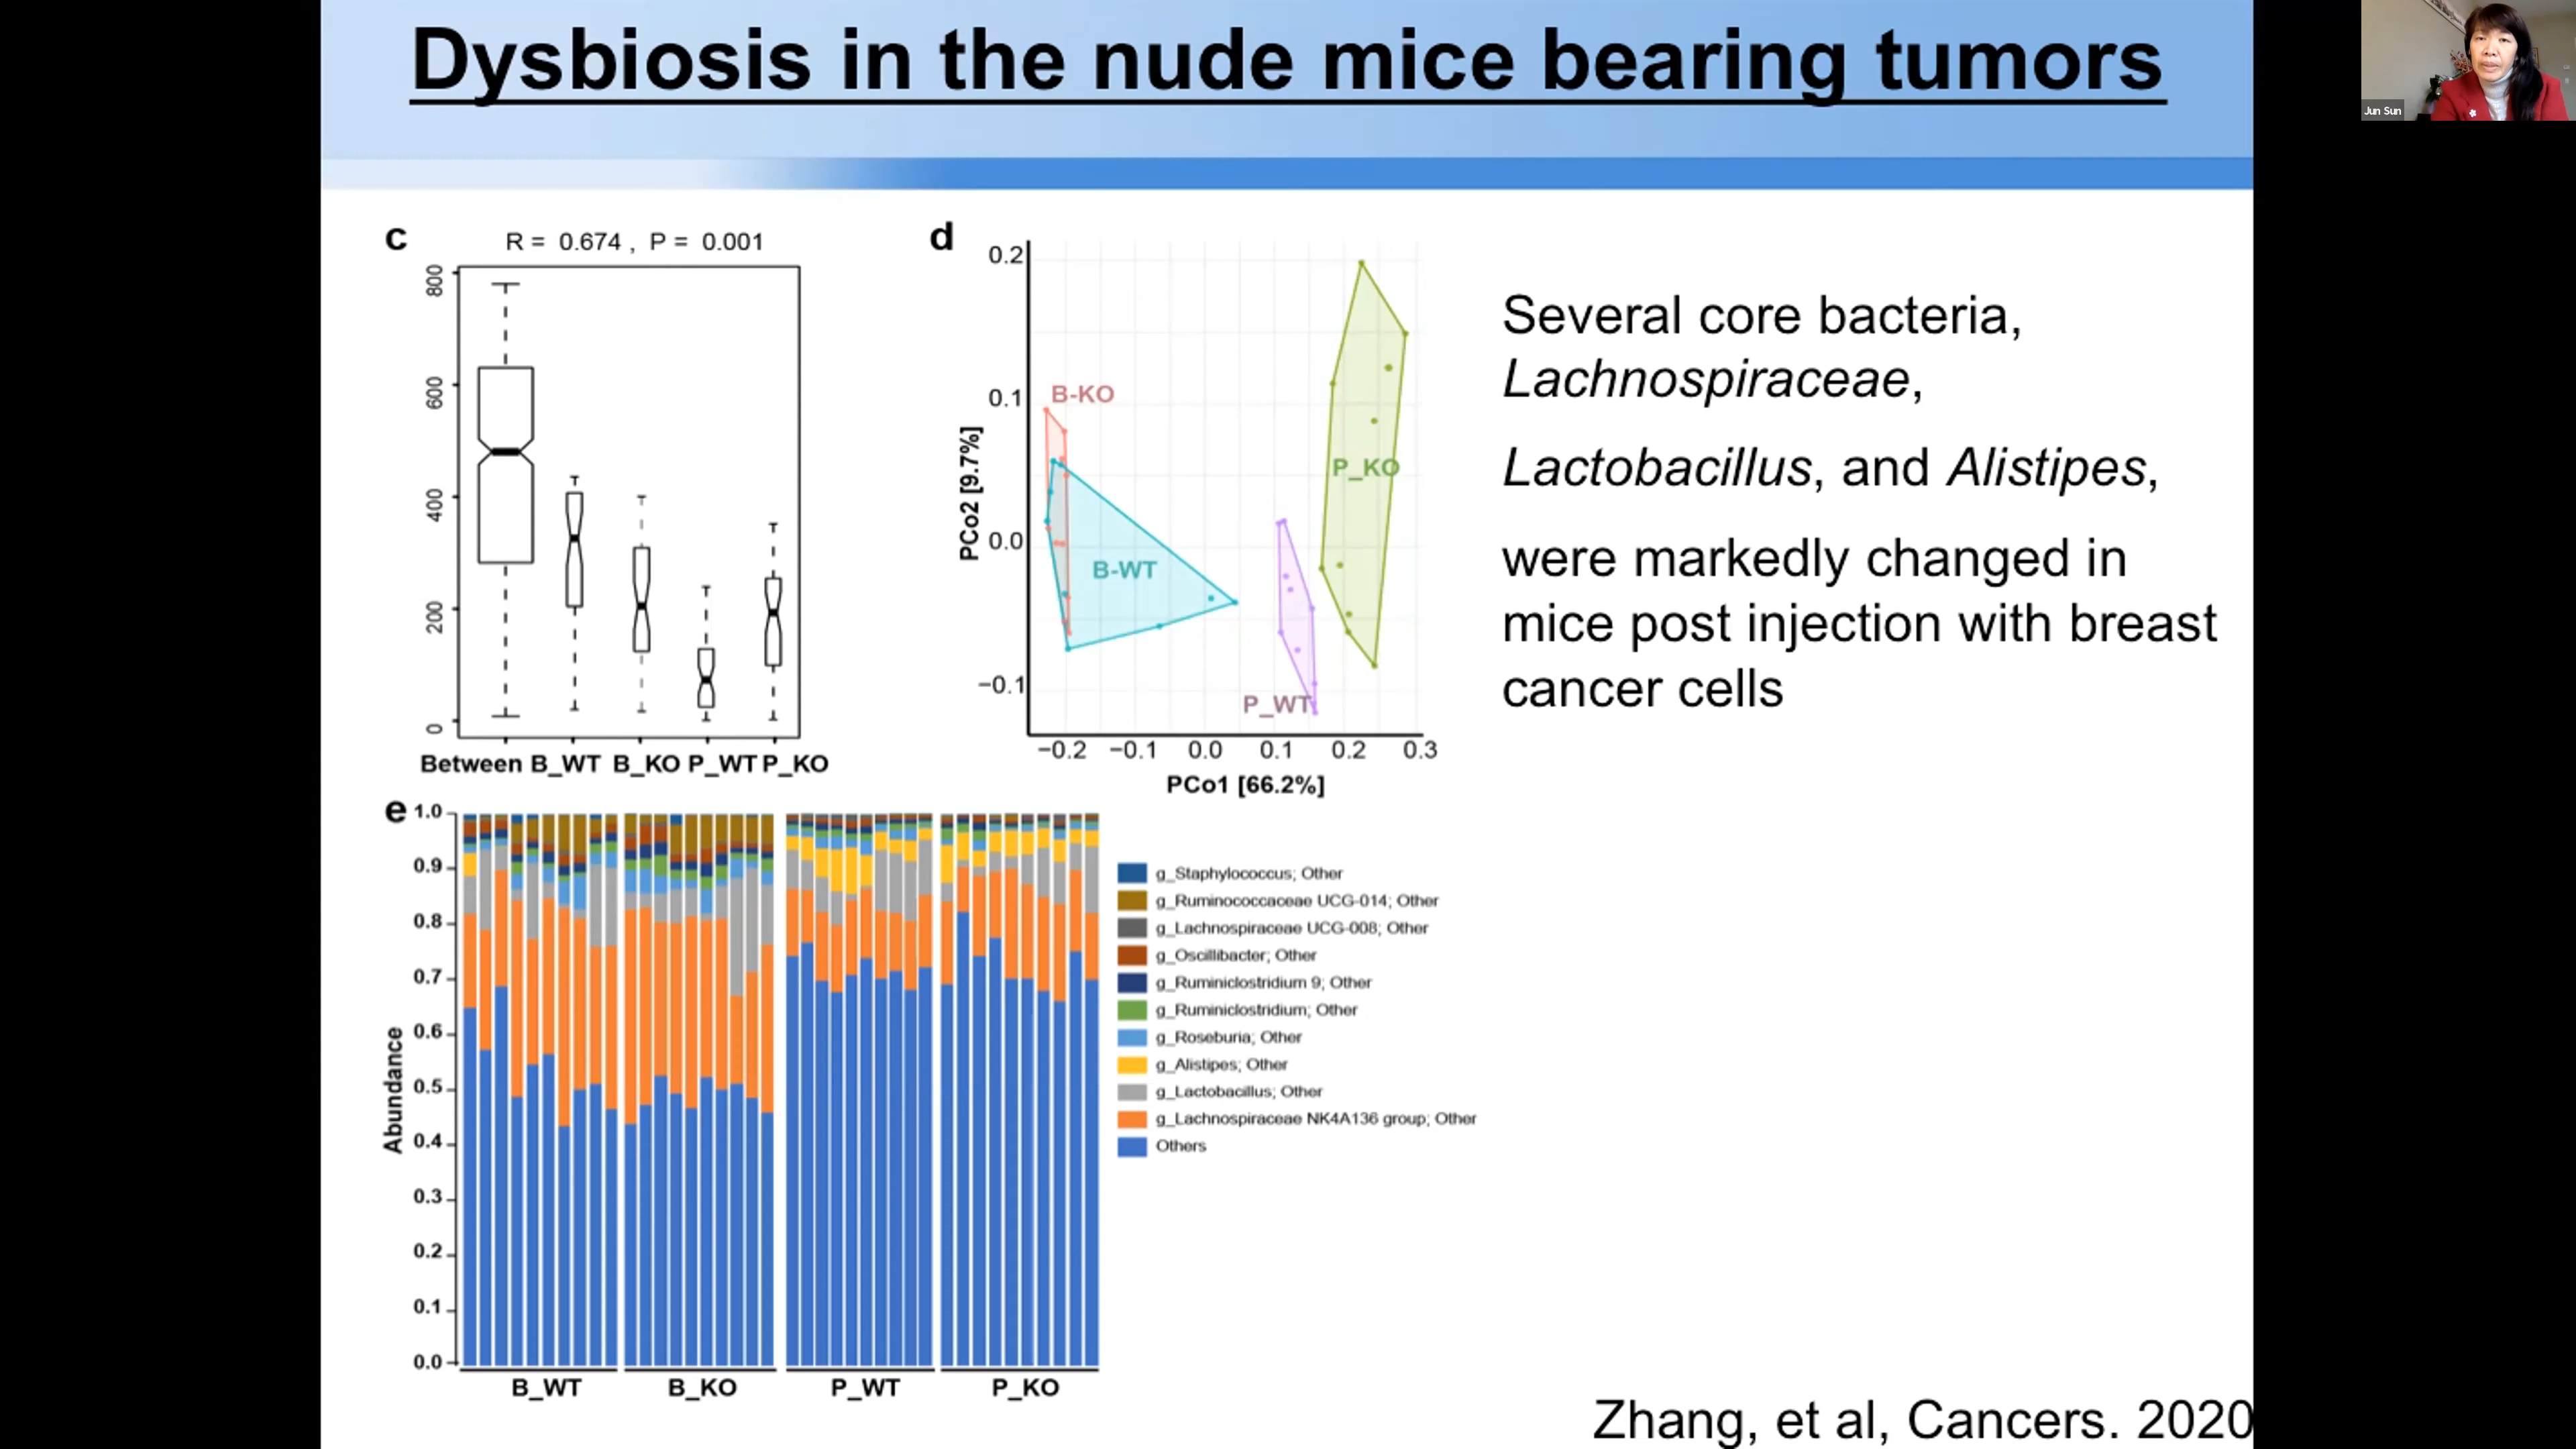 Dysbiosis in the nude mice bearing tumors
Jun Sun
c
R = 0.674 , P = 0.001
800
600
400
200
0
Between B_WT B_KO P_WT P_KO
d
0.2
0.1
0.0
−0.1
PCo2 [9.7%]
B-KO
B-WT
P_WT
P_KO
−0.2 −0.1 0.0 0.1 0.2 0.3
PCo1 [66.2%]
Several core bacteria,
Lachnospiraceae,
Lactobacillus, and Alistipes,
were markedly changed in
mice post injection with breast
cancer cells
e
1.0
0.9
0.8
0.7
0.6
0.5
0.4
0.3
0.2
0.1
0.0
Abundance
B_WT B_KO P_WT P_KO
g_Staphylococcus; Other
g_Ruminococcaceae UCG-014; Other
g_Lachnospiraceae UCG-008; Other
g_Oscillibacter; Other
g_Ruminiclostridium 9; Other
g_Ruminiclostridium; Other
g_Roseburia; Other
g_Alistipes; Other
g_Lactobacillus; Other
g_Lachnospiraceae NK4A136 group; Other
Others
Zhang, et al, Cancers. 2020